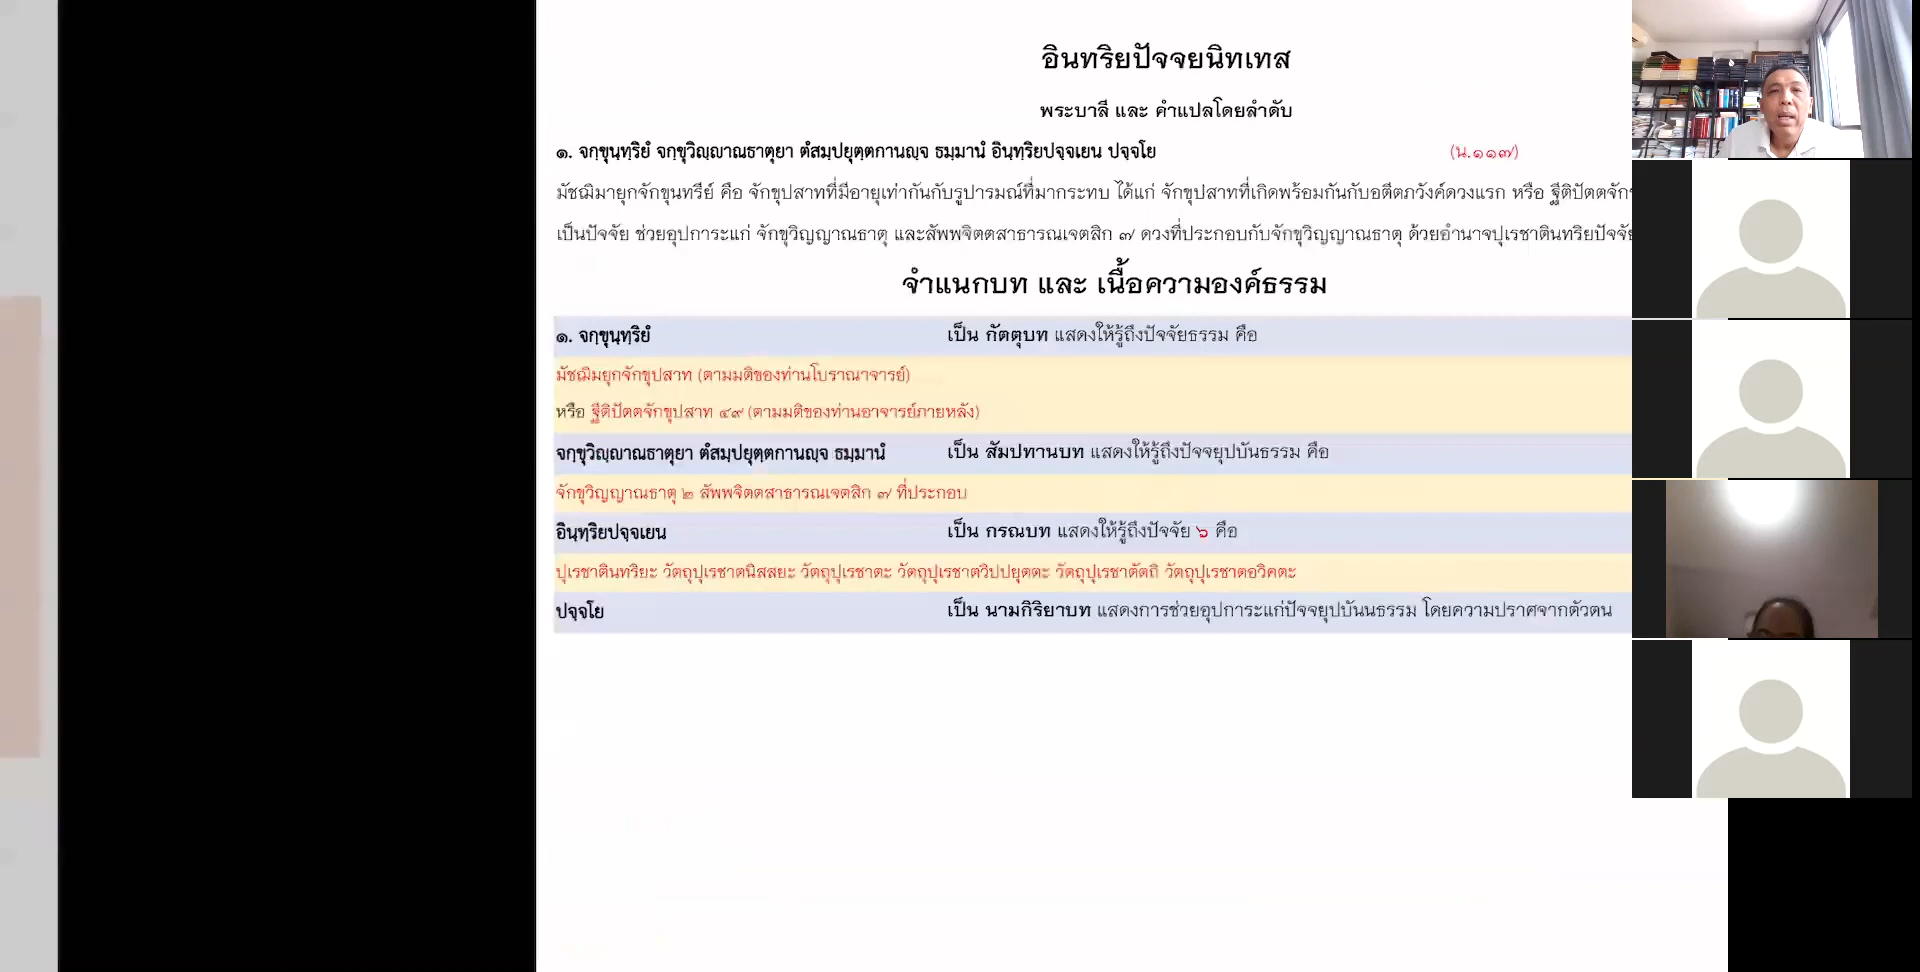 อินทริยปัจจยนิทเทส
พระบาลี และ คำแปลโดยลำดับ
๑. จกฺขุนฺทฺริยํ จกฺขุวิญฺญาณธาตุยา ตํสมฺปยุตฺตกานญฺจ ธมฺมานํ อินฺทฺริยปจฺจเยน ปจฺจโย (น.๑๑๗)
มัชฌิมายุกจักขุนทรีย์ คือ จักขุปสาทที่มีอายุเท่ากันกับรูปารมณ์ที่มากระทบ ได้แก่ จักขุปสาทที่เกิดพร้อมกันกับอดีตภวังค์ดวงแรก หรือ ฐีติปัตตจัก
เป็นปัจจัย ช่วยอุปการะแก่ จักขุวิญญาณธาตุ และสัพพจิตตสาธารณเจตสิก ๗ ดวงที่ประกอบกับจักขุวิญญาณธาตุ ด้วยอำนาจปุเรชาตินทริยปัจจัย
จำแนกบท และ เนื้อความองค์ธรรม
๑. จกฺขุนฺทฺริยํ เป็น กัตตุบท แสดงให้รู้ถึงปัจจัยธรรม คือ
มัชฌิมยุกจักขุปสาท (ตามมติของท่านโบราณาจารย์)
หรือ ฐีติปัตตจักขุปสาท ๔๙ (ตามมติของท่านอาจารย์ภายหลัง)
จกฺขุวิญฺญาณธาตุยา ตํสมฺปยุตฺตกานญฺจ ธมฺมานํ เป็น สัมปทานบท แสดงให้รู้ถึงปัจจยุปบันธรรม คือ
จักขุวิญญาณธาตุ ๒ สัพพจิตตสาธารณเจตสิก ๗ ที่ประกอบ
อินฺทฺริยปจฺจเยน เป็น กรณบท แสดงให้รู้ถึงปัจจัย ๖ คือ
ปุเรชาตินทริยะ วัตถุปุเรชาตนิสสยะ วัตถุปุเรชาตะ วัตถุปุเรชาตวิปปยุตตะ วัตถุปุเรชาตัตถิ วัตถุปุเรชาตอวิคตะ
ปจฺจโย เป็น นามกิริยาบท แสดงการช่วยอุปการะแก่ปัจจยุปบันนธรรม โดยความปราศจากตัวตน